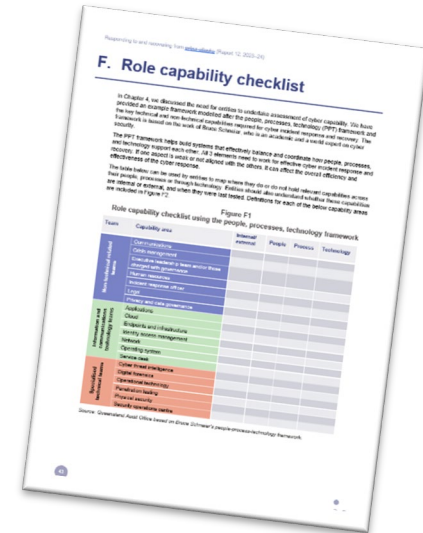 Responding to and recovering from cyber attacks (Report 12: 2023–24)
F. Role capability checklist
In Chapter 4, we discussed the need for entities to undertake assessment of cyber capability. We have
provided an example framework modelled after the people, processes, technology (PPT) framework and
the key technical and non-technical capabilities required for cyber incident response and recovery. The
framework is based on the work of Bruce Schneier, who is an academic and a world expert on cyber
security.
The PPT framework helps build systems that effectively balance and coordinate how people, processes,
and technology support each other. All 3 elements need to work for effective cyber incident response and
recovery. If one aspect is weak or not aligned with the others, it can affect the overall efficiency and
effectiveness of the cyber response.
The table below can be used by entities to map where they do or do not hold relevant capabilities across
their people, processes or through technology. Entities should also understand whether these capabilities
are internal or external, and when they were last tested. Definitions for each of the below capability areas
are included in Figure F2.
Figure F1
Role capability checklist using the people, processes, technology framework
Team Capability area Internal/ external People Process Technology
Non-technical related teams
Communications
Crisis management
Executive leadership team and/or those
charged with governance
Human resources
Incident response officer
Legal
Privacy and data governance
Information and communications technology teams
Applications
Cloud
Endpoints and infrastructure
Identity access management
Network
Operating system
Service desk
Specialised technical teams
Cyber threat intelligence
Digital forensics
Operational technology
Penetration testing
Physical security
Security operations centre
Source: Queensland Audit Office based on Bruce Schneier's people-process-technology framework.